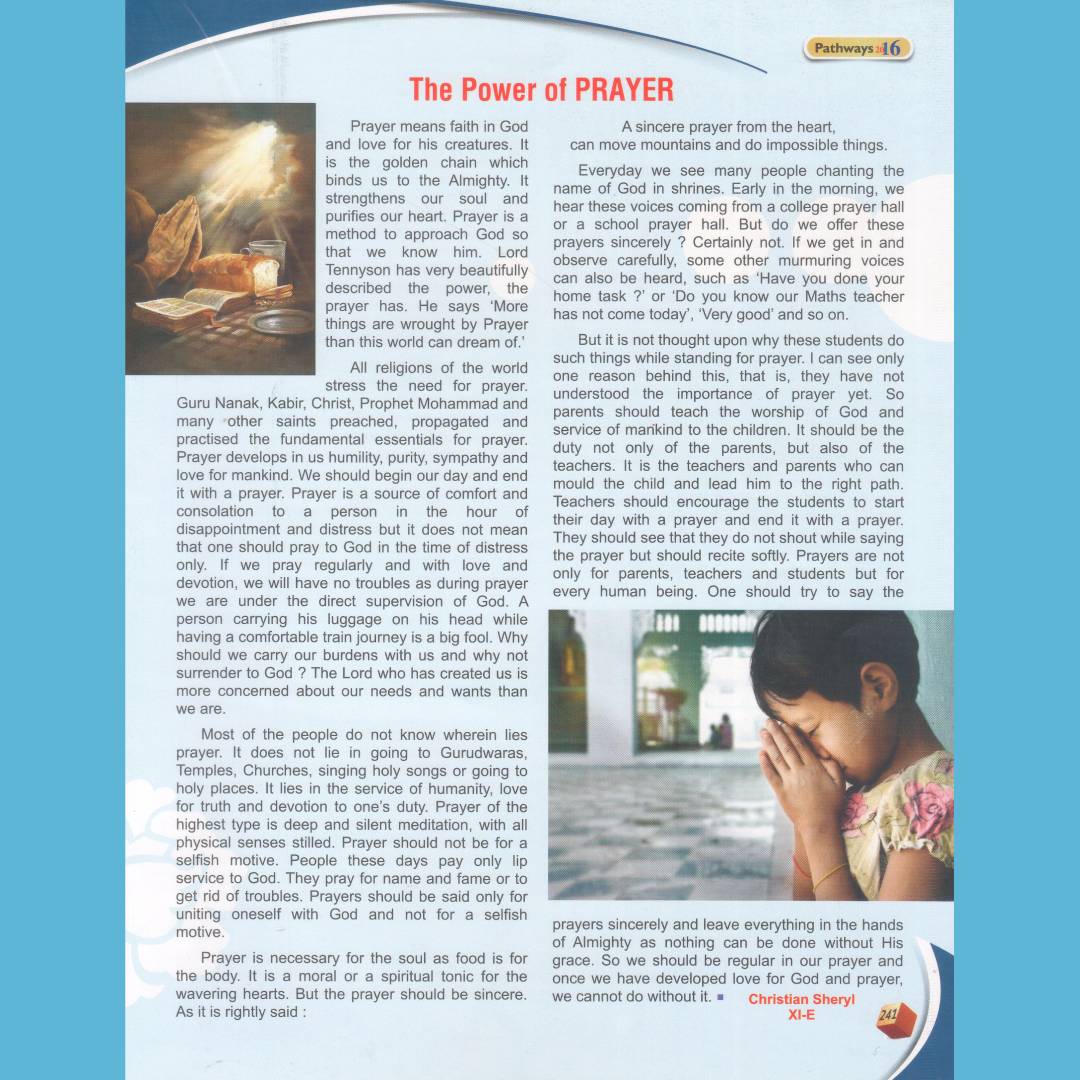 Pathways 2016
The Power of PRAYER
Prayer means faith in God
and love for his creatures. It
is the golden chain which
binds us to the Almighty. It
strengthens our soul and
purifies our heart. Prayer is a
method to approach God so
that we know him. Lord
Tennyson has very beautifully
described the power, the
prayer has. He says ‘More
things are wrought by Prayer
than this world can dream of.’
All religions of the world
stress the need for prayer.
Guru Nanak, Kabir, Christ, Prophet Mohammad and
many other saints preached, propagated and
practised the fundamental essentials for prayer.
Prayer develops in us humility, purity, sympathy and
love for mankind. We should begin our day and end
it with a prayer. Prayer is a source of comfort and
consolation to a person in the hour of
disappointment and distress but it does not mean
that one should pray to God in the time of distress
only. If we pray regularly and with love and
devotion, we will have no troubles as during prayer
we are under the direct supervision of God. A
person carrying his luggage on his head while
having a comfortable train journey is a big fool. Why
should we carry our burdens with us and why not
surrender to God ? The Lord who has created us is
more concerned about our needs and wants than
we are.
Most of the people do not know wherein lies
prayer. It does not lie in going to Gurudwaras,
Temples, Churches, singing holy songs or going to
holy places. It lies in the service of humanity, love
for truth and devotion to one’s duty. Prayer of the
highest type is deep and silent meditation, with all
physical senses stilled. Prayer should not be for a
selfish motive. People these days pay only lip
service to God. They pray for name and fame or to
get rid of troubles. Prayers should be said only for
uniting oneself with God and not for a selfish
motive.
Prayer is necessary for the soul as food is for
the body. It is a moral or a spiritual tonic for the
wavering hearts. But the prayer should be sincere.
As it is rightly said :
A sincere prayer from the heart,
can move mountains and do impossible things.
Everyday we see many people chanting the
name of God in shrines. Early in the morning, we
hear these voices coming from a college prayer hall
or a school prayer hall. But do we offer these
prayers sincerely ? Certainly not. If we get in and
observe carefully, some other murmuring voices
can also be heard, such as ‘Have you done your
home task ?’ or ‘Do you know our Maths teacher
has not come today’, ‘Very good’ and so on.
But it is not thought upon why these students do
such things while standing for prayer. I can see only
one reason behind this, that is, they have not
understood the importance of prayer yet. So
parents should teach the worship of God and
service of mankind to the children. It should be the
duty not only of the parents, but also of the
teachers. It is the teachers and parents who can
mould the child and lead him to the right path.
Teachers should encourage the students to start
their day with a prayer and end it with a prayer.
They should see that they do not shout while saying
the prayer but should recite softly. Prayers are not
only for parents, teachers and students but for
every human being. One should try to say the
prayers sincerely and leave everything in the hands
of Almighty as nothing can be done without His
grace. So we should be regular in our prayer and
once we have developed love for God and prayer,
we cannot do without it. ■ Christian Sheryl
XI-E
241